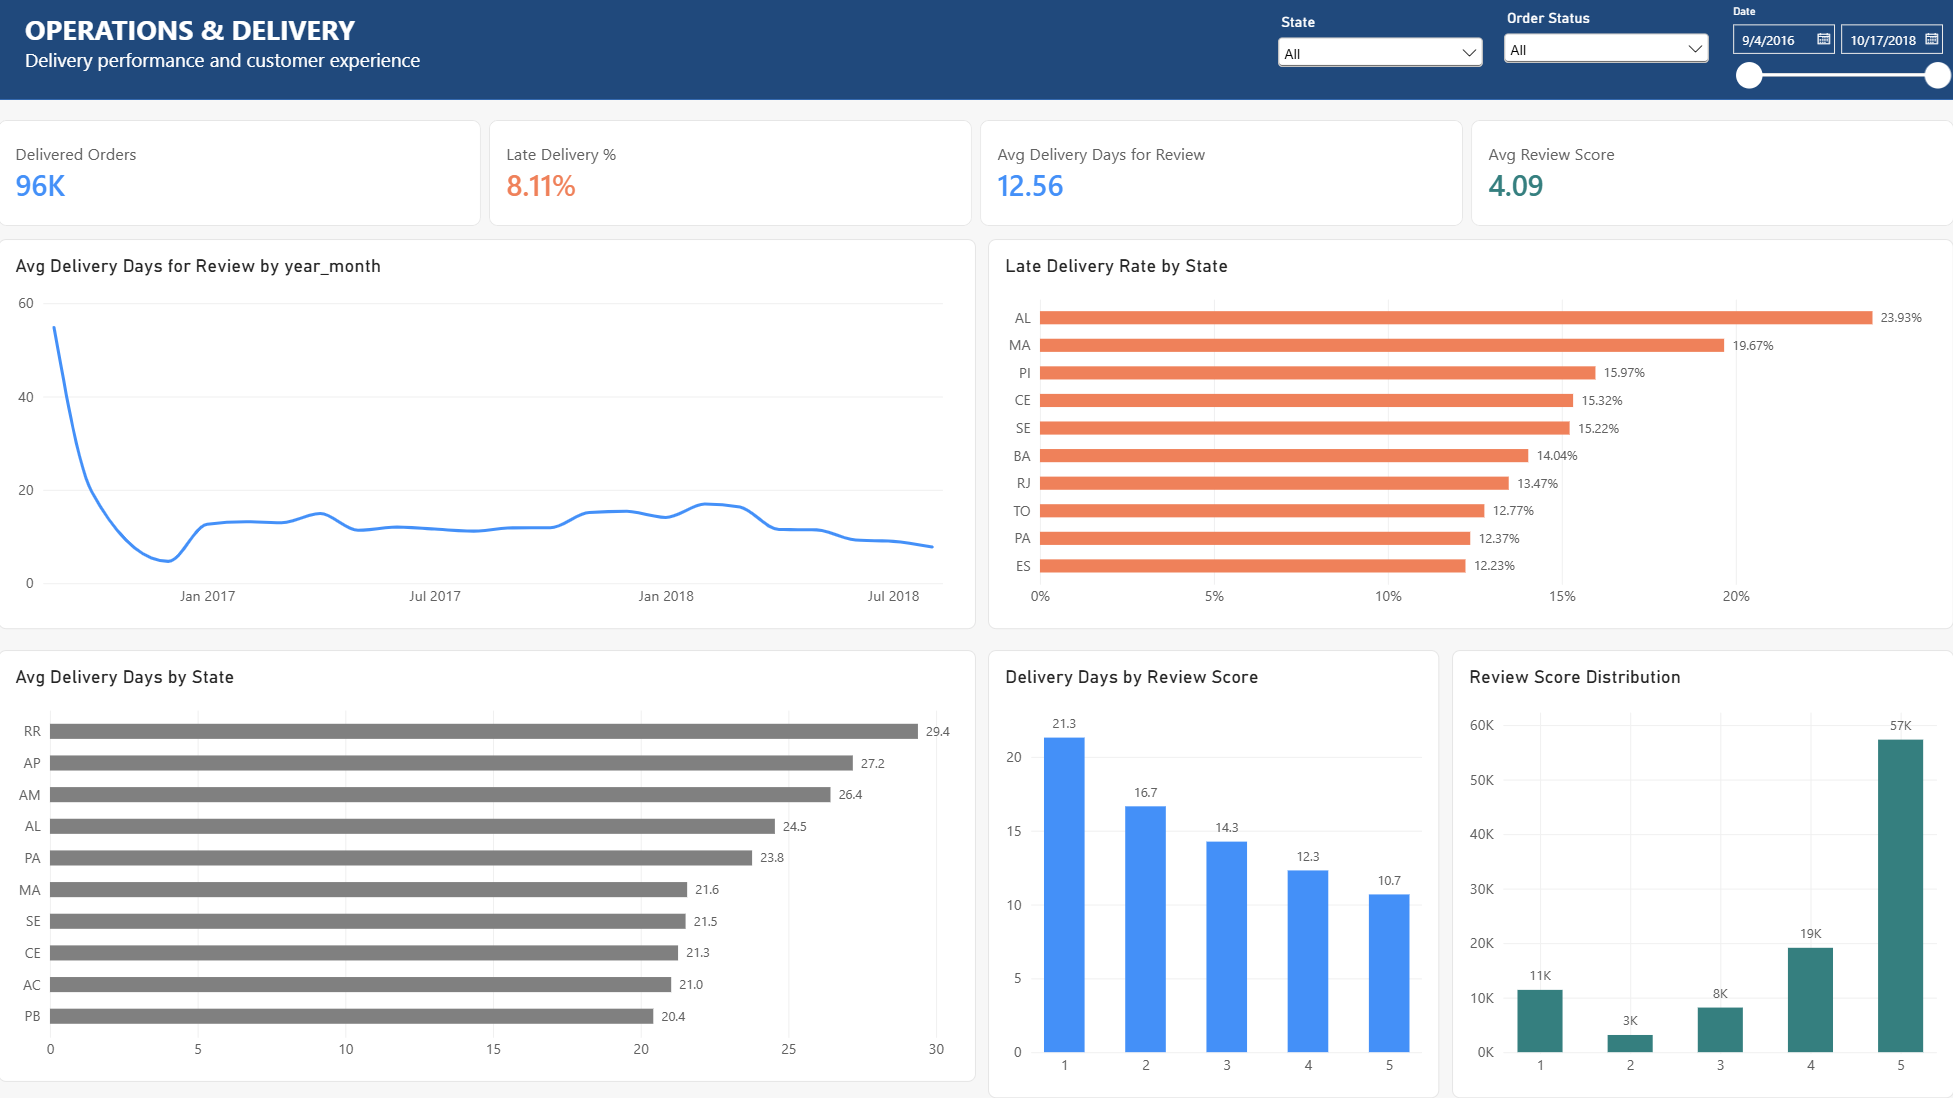 OPERATIONS & DELIVERY
Delivery performance and customer experience
State
All
Order Status
All
Date
9/4/2016
10/17/2018
Delivered Orders
96K
Late Delivery %
8.11%
Avg Delivery Days for Review
12.56
Avg Review Score
4.09
Avg Delivery Days for Review by year_month
60
40
20
0
Jan 2017 Jul 2017 Jan 2018 Jul 2018
Late Delivery Rate by State
AL 23.93%
MA 19.67%
PI 15.97%
CE 15.32%
SE 15.22%
BA 14.04%
RJ 13.47%
TO 12.77%
PA 12.37%
ES 12.23%
0% 5% 10% 15% 20%
Avg Delivery Days by State
RR 29.4
AP 27.2
AM 26.4
AL 24.5
PA 23.8
MA 21.6
SE 21.5
CE 21.3
AC 21.0
PB 20.4
0 5 10 15 20 25 30
Delivery Days by Review Score
21.3
20
16.7
15
14.3
12.3
10.7
10
5
0
1 2 3 4 5
Review Score Distribution
60K
57K
50K
40K
30K
20K
19K
11K
10K
8K
3K
0K
1 2 3 4 5